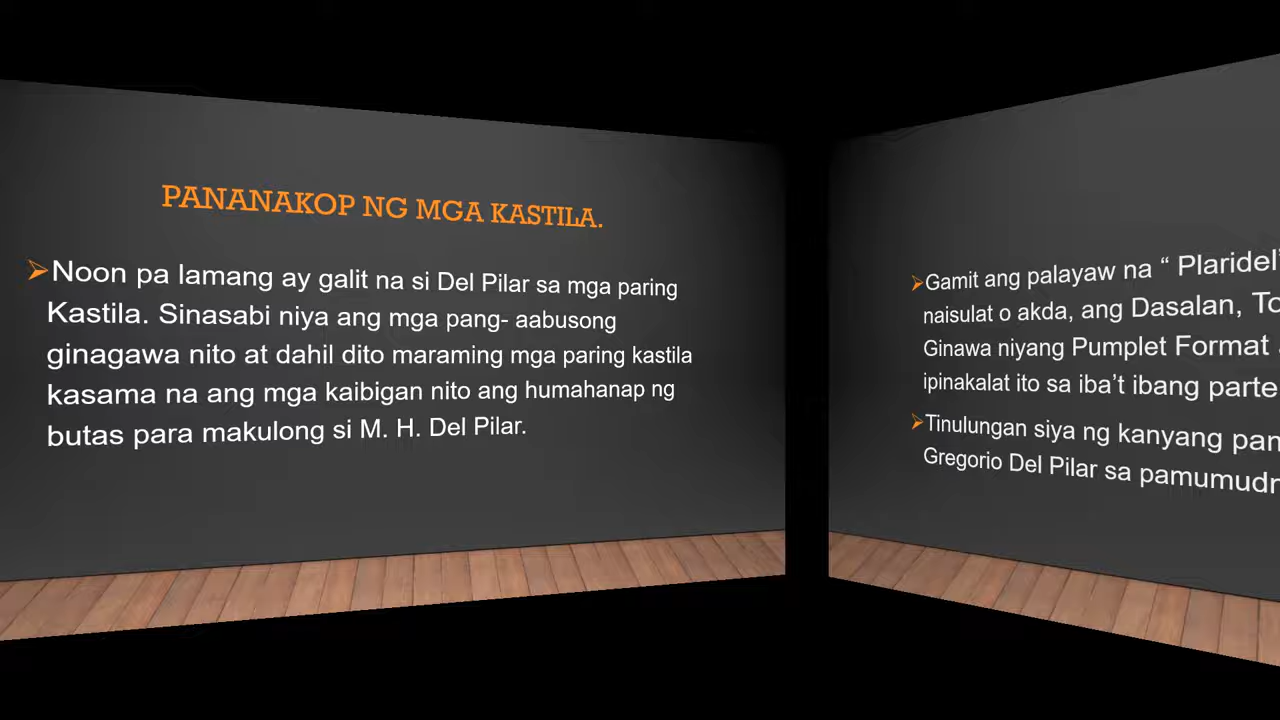 PANANAKOP NG MGA KASTILA.
Noon pa lamang ay galit na si Del Pilar sa mga paring
Kastila. Sinasabi niya ang mga pang- aabusong
ginagawa nito at dahil dito maraming mga paring kastila
kasama na ang mga kaibigan nito ang humahanap ng
butas para makulong si M. H. Del Pilar.
Gamit ang palayaw na “ Plaridel”
naisulat o akda, ang Dasalan,
Ginawa niyang Pumplet Format
ipinakalat ito sa iba’t ibang parte
Tinulungan siya ng kanyang
Gregorio Del Pilar sa